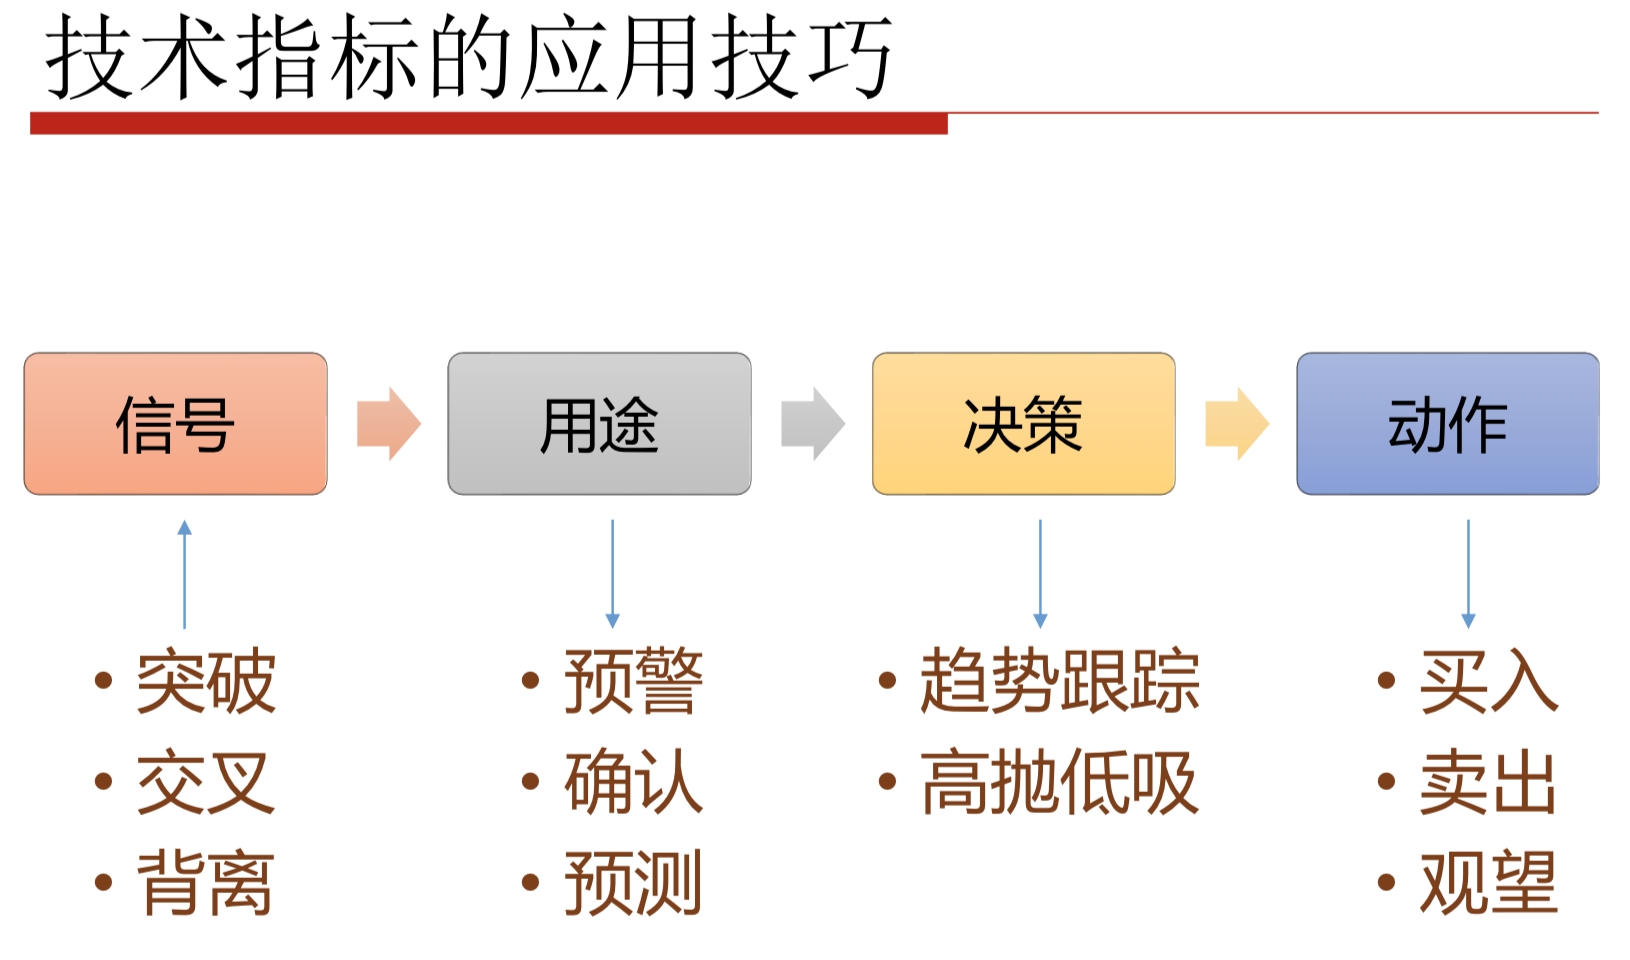 技术指标的应用技巧
信号
用途
决策
动作
• 突破
• 交叉
• 背离
• 预警
• 确认
• 预测
• 趋势跟踪
• 高抛低吸
• 买入
• 卖出
• 观望